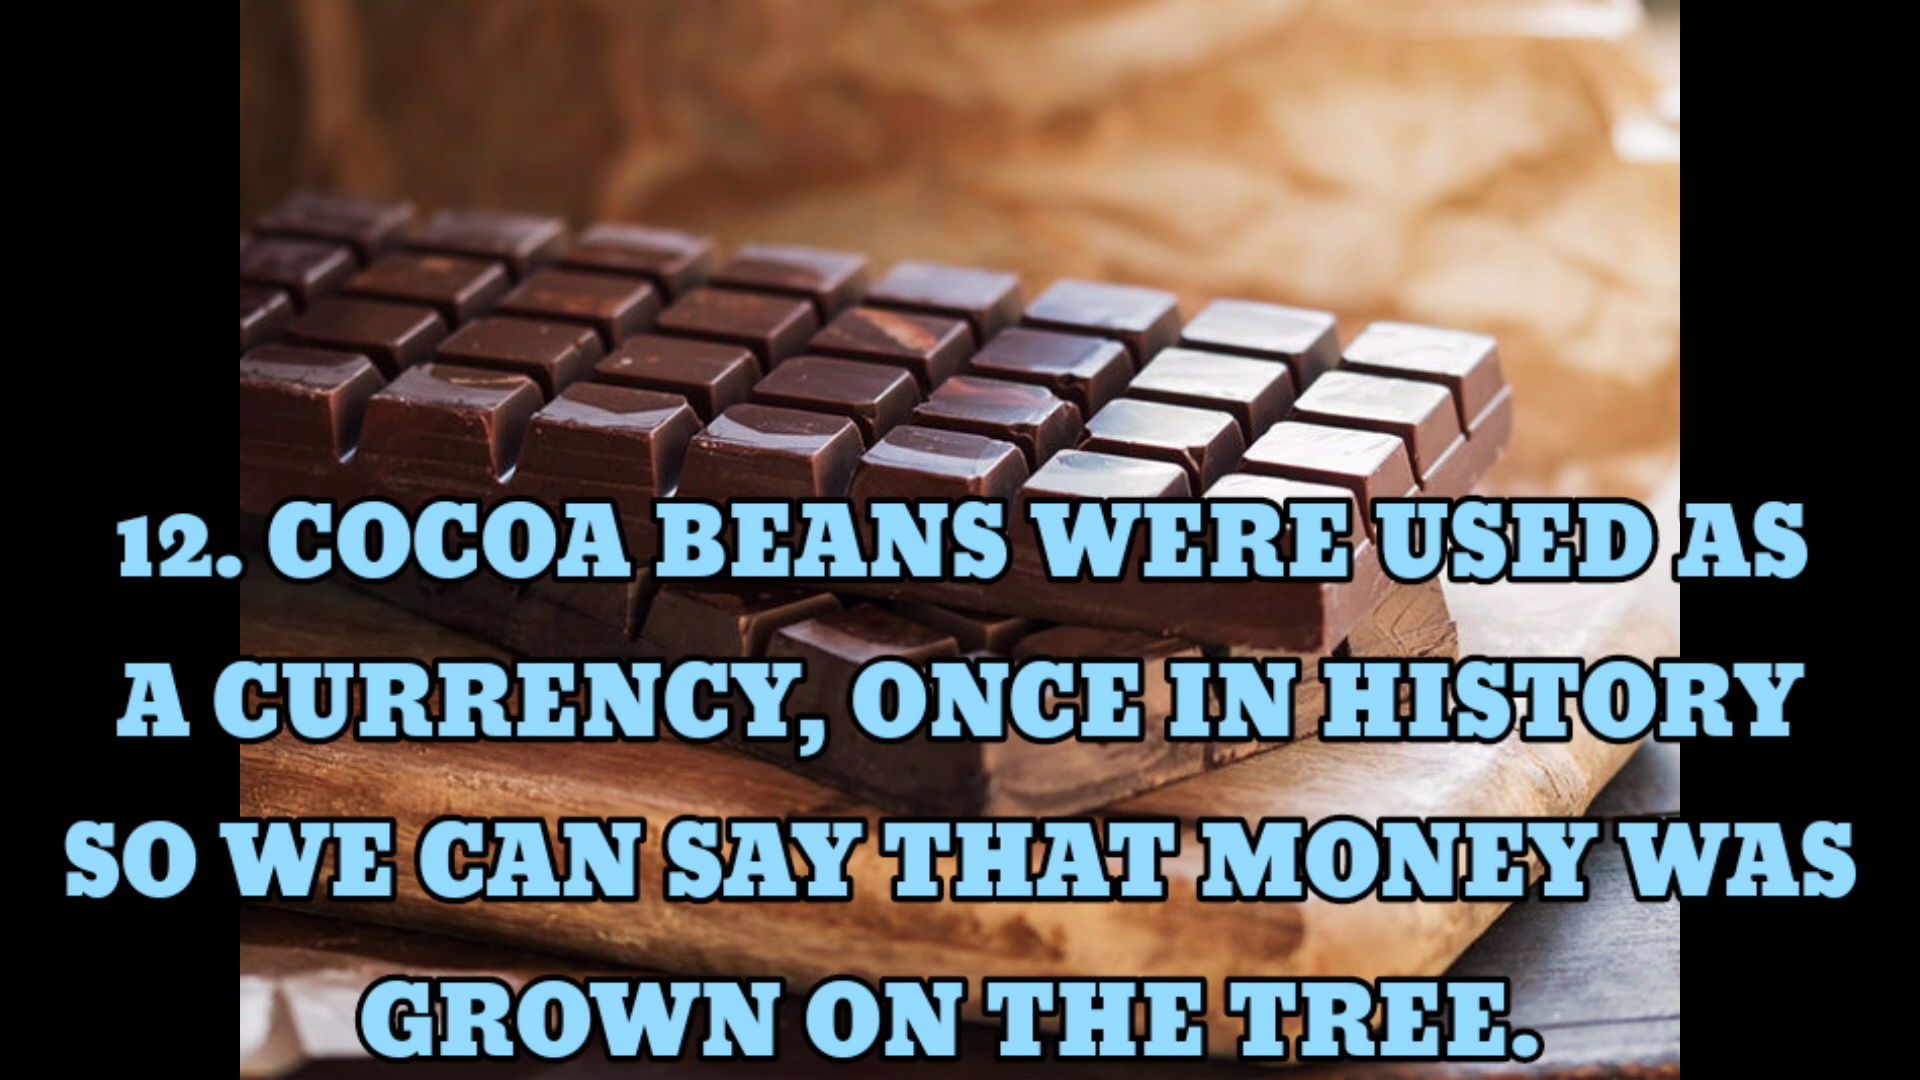 12. COCOA BEANS WERE USED AS
A CURRENCY, ONCE IN HISTORY
SO WE CAN SAY THAT MONEY WAS
GROWN ON THE TREE.